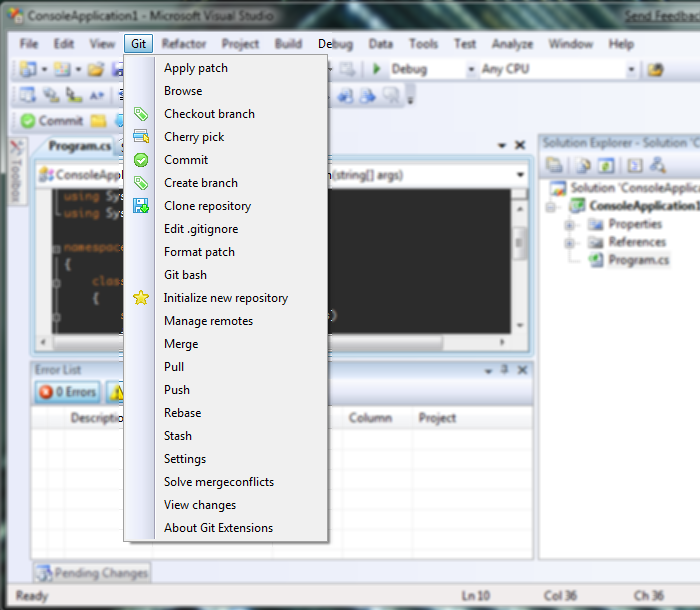 ConsoleApplication1 - Microsoft Visual Studio
Send Feedbac
File Edit View Git Refactor Project Build Debug Data Tools Test Analyze Window Help
Debug
Any CPU
Commit
Apply patch
Browse
Checkout branch
Cherry pick
Commit
Create branch
Clone repository
Edit .gitignore
Format patch
Git bash
Initialize new repository
Manage remotes
Merge
Pull
Push
Rebase
Stash
Settings
Solve mergeconflicts
View changes
About Git Extensions
Toolbox
Program.cs
ConsoleAppl
(string[] args)
using Sys
using Sys
namespace
{
clas
{
s
)
Solution Explorer - Solution 'C
Solution 'ConsoleApplica
ConsoleApplication1
Properties
References
Program.cs
Error List
0 Errors
Descriptio
Column
Project
Pending Changes
Ready
Ln 10
Col 36
Ch 36